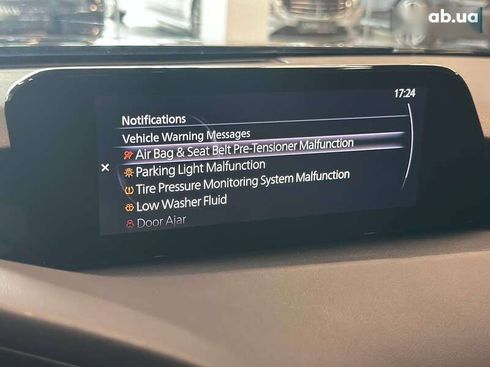 ab.ua
17:24
Notifications
Vehicle Warning Messages
Air Bag & Seat Belt Pre-Tensioner Malfunction
Parking Light Malfunction
Tire Pressure Monitoring System Malfunction
Low Washer Fluid
Door Ajar